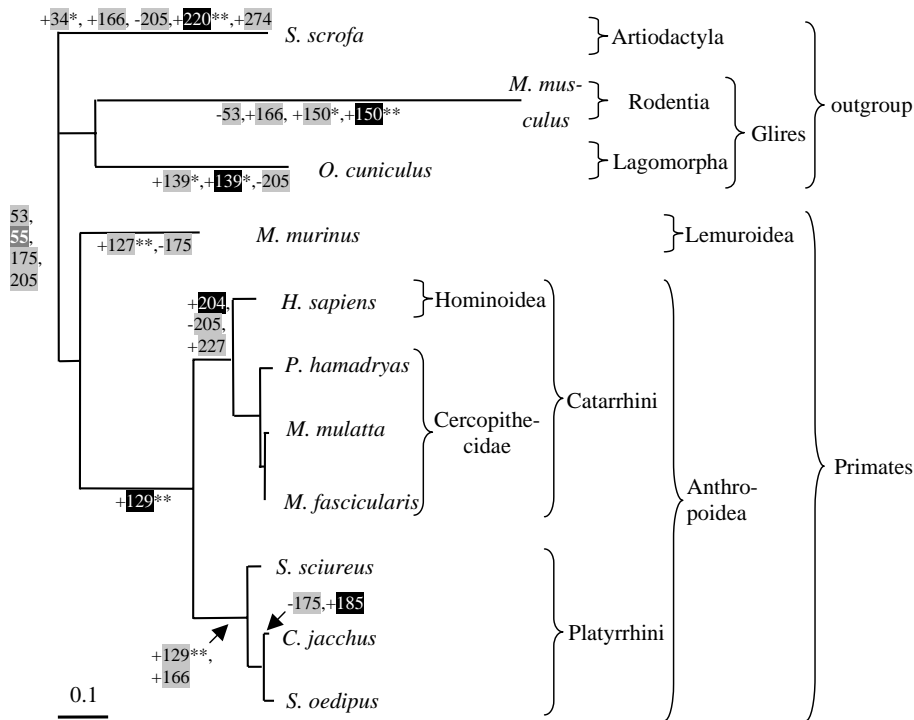 +34*, +166, -205,+220**,+274
S. scrofa
Artiodactyla
M. mus-
culus
Rodentia
-53,+166, +150*,+150**
Glires
outgroup
O. cuniculus
Lagomorpha
+139*,+139*,-205
53,
55,
175,
205
M. murinus
Lemuroidea
+127**,-175
+204,
-205,
+227
H. sapiens
Hominoidea
P. hamadryas
M. mulatta
Cercopithe-
cidae
Catarrhini
M. fascicularis
+129**
Anthro-
poidea
Primates
S. sciureus
-175,+185
C. jacchus
Platyrrhini
+129**,
+166
S. oedipus
0.1